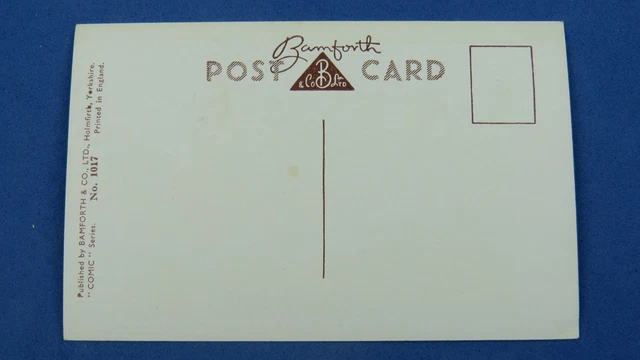 Bamforth
POST CARD
B
& Co LTD
Published by BAMFORTH & CO., LTD., Holmfirth, Yorkshire.
"COMIC" Series. No. 1017 Printed in England.